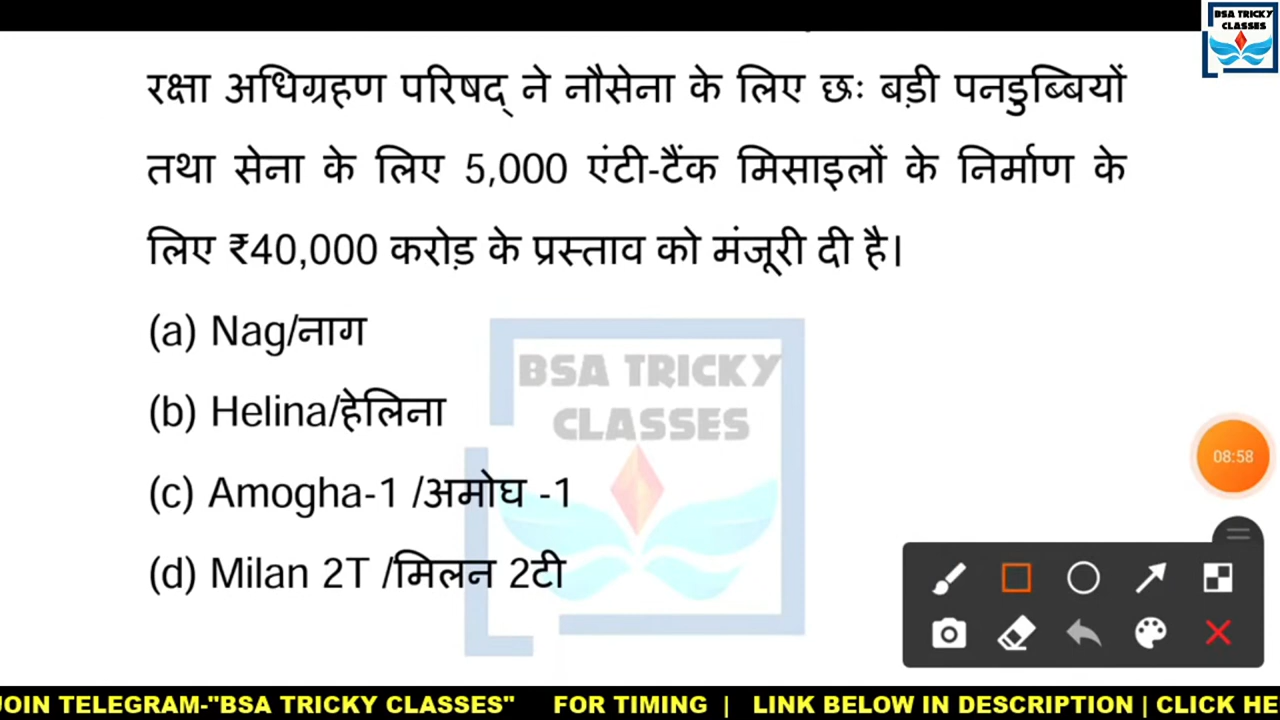 BSA TRICKY
CLASSES
रक्षा अधिग्रहण परिषद् ने नौसेना के लिए छः बड़ी पनडुब्बियों
तथा सेना के लिए 5,000 एंटी-टैंक मिसाइलों के निर्माण के
लिए ₹40,000 करोड़ के प्रस्ताव को मंजूरी दी है।
(a) Nag/नाग
BSA TRICKY
(b) Helina/हेलिना
CLASSES
08:58
(c) Amogha-1 /अमोघ -1
(d) Milan 2T /मिलन 2टी
JOIN TELEGRAM-"BSA TRICKY CLASSES" FOR TIMING | LINK BELOW IN DESCRIPTION | CLICK HE